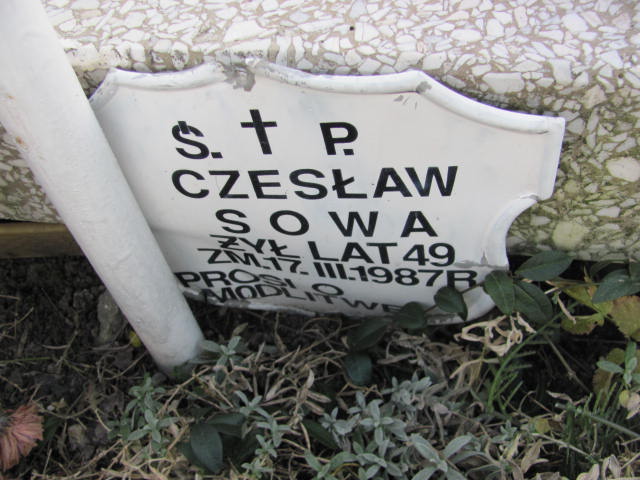 Ś. † P.
CZESŁAW
SOWA
ŻYŁ LAT 49
ZM. 17. III. 1987 R
PROSI O
MODLITWĘ